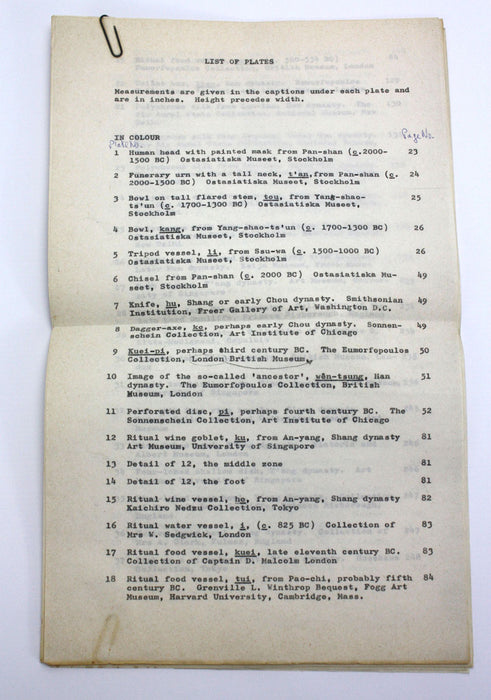 LIST OF PLATES
Measurements are given in the captions under each plate and
are in inches. Height precedes width.
IN COLOUR
Plate No. Page No.
1 Human head with painted mask from Pan-shan (c.2000-
1500 BC) Ostasiatiska Museet, Stockholm 23
2 Funerary urn with a tall neck, t'an, from Pan-shan (c. 24
2000-1500 BC) Ostasiatiska Museet, Stockholm
3 Bowl on tall flared stem, tou, from Yang-shao- 25
ts'un (c. 1700-1300 BC) Ostasiatiska Museet,
Stockholm
4 Bowl, kang, from Yang-shao-ts'un (c. 1700-1300 BC) 26
Ostasiatiska Museet, Stockholm
5 Tripod vessel, li, from Ssu-wa (c. 1500-1000 BC) 26
Ostasiatiska Museet, Stockholm
6 Chisel from Pan-shan (c. 2000 BC) Ostasiatiska Mu- 49
seet, Stockholm
7 Knife, hu, Shang or early Chou dynasty. Smithsonian 49
Institution, Freer Gallery of Art, Washington D.C.
8 Dagger-axe, ko, perhaps early Chou dynasty. Sonnen- 49
schein Collection, Art Institute of Chicago
9 Kuei-pi, perhaps third century BC. The Eumorfopoulos 50
Collection, London British Museum,
10 Image of the so-called 'ancestor', wên-tsung, Han 51
dynasty. The Eumorfopoulos Collection, British
Museum, London
11 Perforated disc, pi, perhaps fourth century BC. The 52
Sonnenschein Collection, Art Institute of Chicago
12 Ritual wine goblet, ku, from An-yang, Shang dynasty 81
Art Museum, University of Singapore
13 Detail of 12, the middle zone 81
14 Detail of 12, the foot 81
15 Ritual wine vessel, ho, from An-yang, Shang dynasty 82
Kaichiro Nedzu Collection, Tokyo
16 Ritual water vessel, i, (c. 825 BC) Collection of 83
Mrs W. Sedgwick, London
17 Ritual food vessel, kuei, late eleventh century BC. 83
Collection of Captain D. Malcolm London
18 Ritual food vessel, tui, from Pao-chi, probably fifth 84
century BC. Grenville L. Winthrop Bequest, Fogg Art
Museum, Harvard University, Cambridge, Mass.